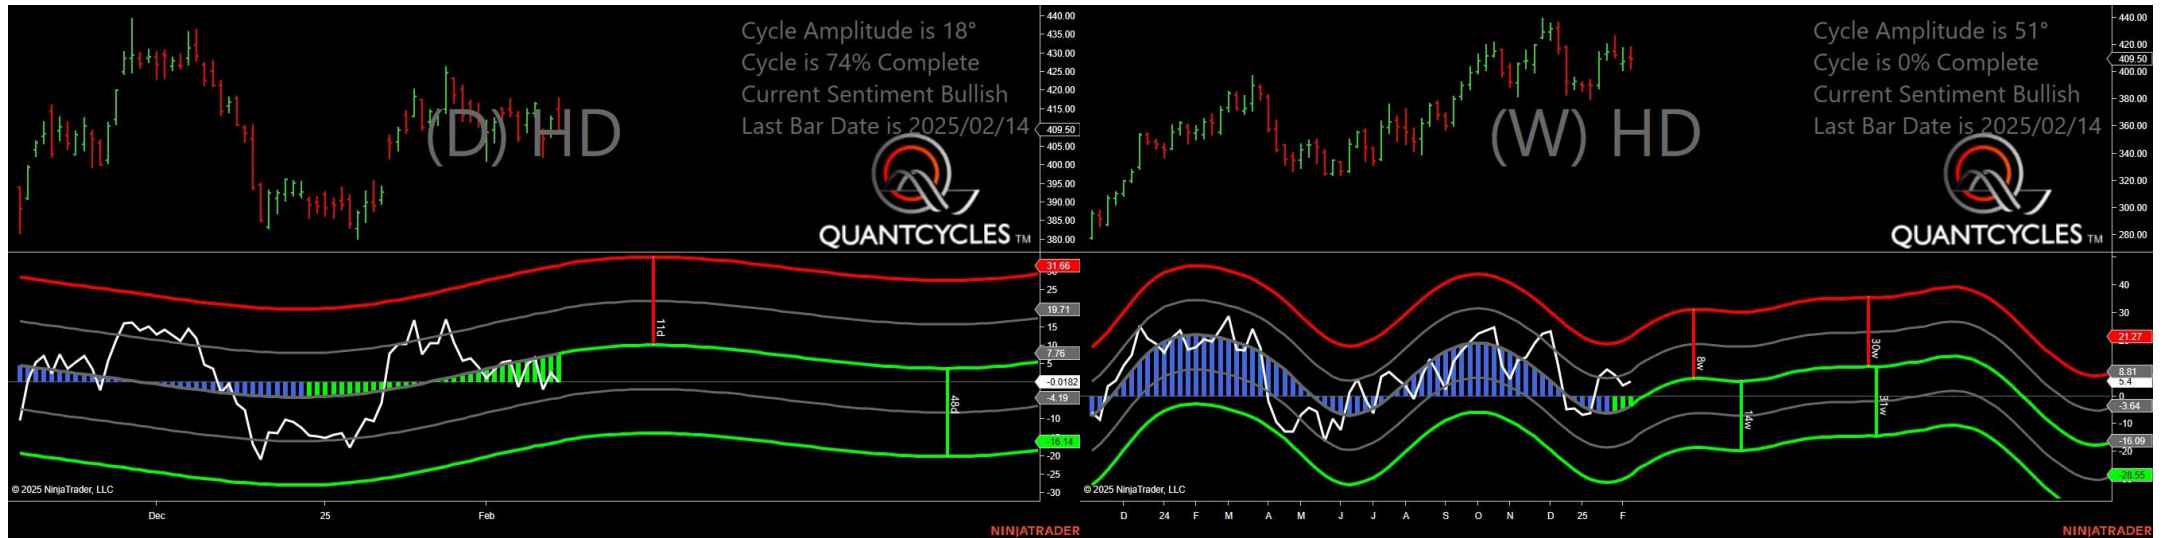 Cycle Amplitude is 18°
Cycle is 74% Complete
Current Sentiment Bullish
Last Bar Date is 2025/02/14
(D) HD
QUANTCYCLES TM
440.00
435.00
430.00
425.00
420.00
415.00
409.50
405.00
400.00
395.00
390.00
385.00
380.00
31.66
25
19.71
15
10
7.76
5
-0.0182
-4.19
-10
-16.14
-20
-25
-30
11d
48d
© 2025 NinjaTrader, LLC
Dec
25
Feb
NINJATRADER
Cycle Amplitude is 51°
Cycle is 0% Complete
Current Sentiment Bullish
Last Bar Date is 2025/02/14
(W) HD
QUANTCYCLES TM
440.00
420.00
409.50
400.00
380.00
360.00
340.00
320.00
300.00
280.00
40
30
21.27
8.81
5.4
0
-3.64
-10
-16.09
-20
-28.55
8w
14w
30w
31w
© 2025 NinjaTrader, LLC
D 24 F M A M J J A S O N D 25 F
NINJATRADER